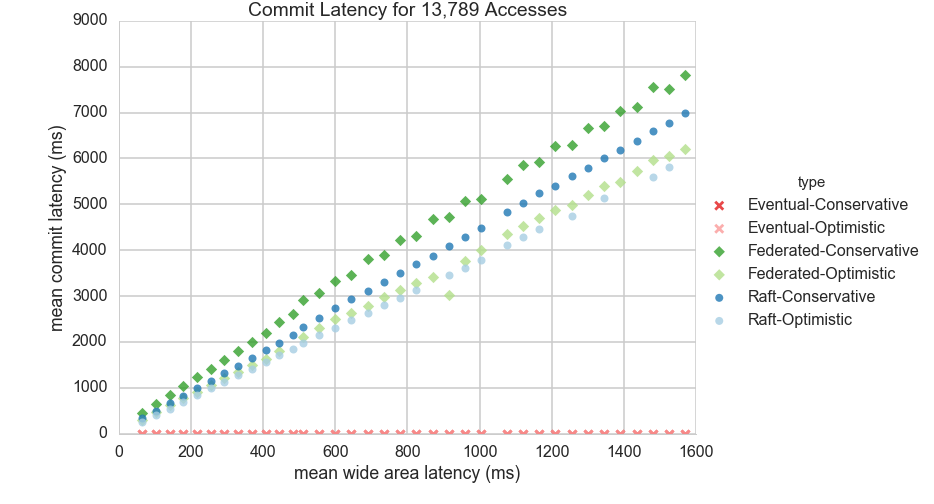 Commit Latency for 13,789 Accesses
9000
8000
7000
6000
5000
4000
3000
2000
1000
0
mean commit latency (ms)
0 200 400 600 800 1000 1200 1400 1600
mean wide area latency (ms)
type
Eventual-Conservative
Eventual-Optimistic
Federated-Conservative
Federated-Optimistic
Raft-Conservative
Raft-Optimistic